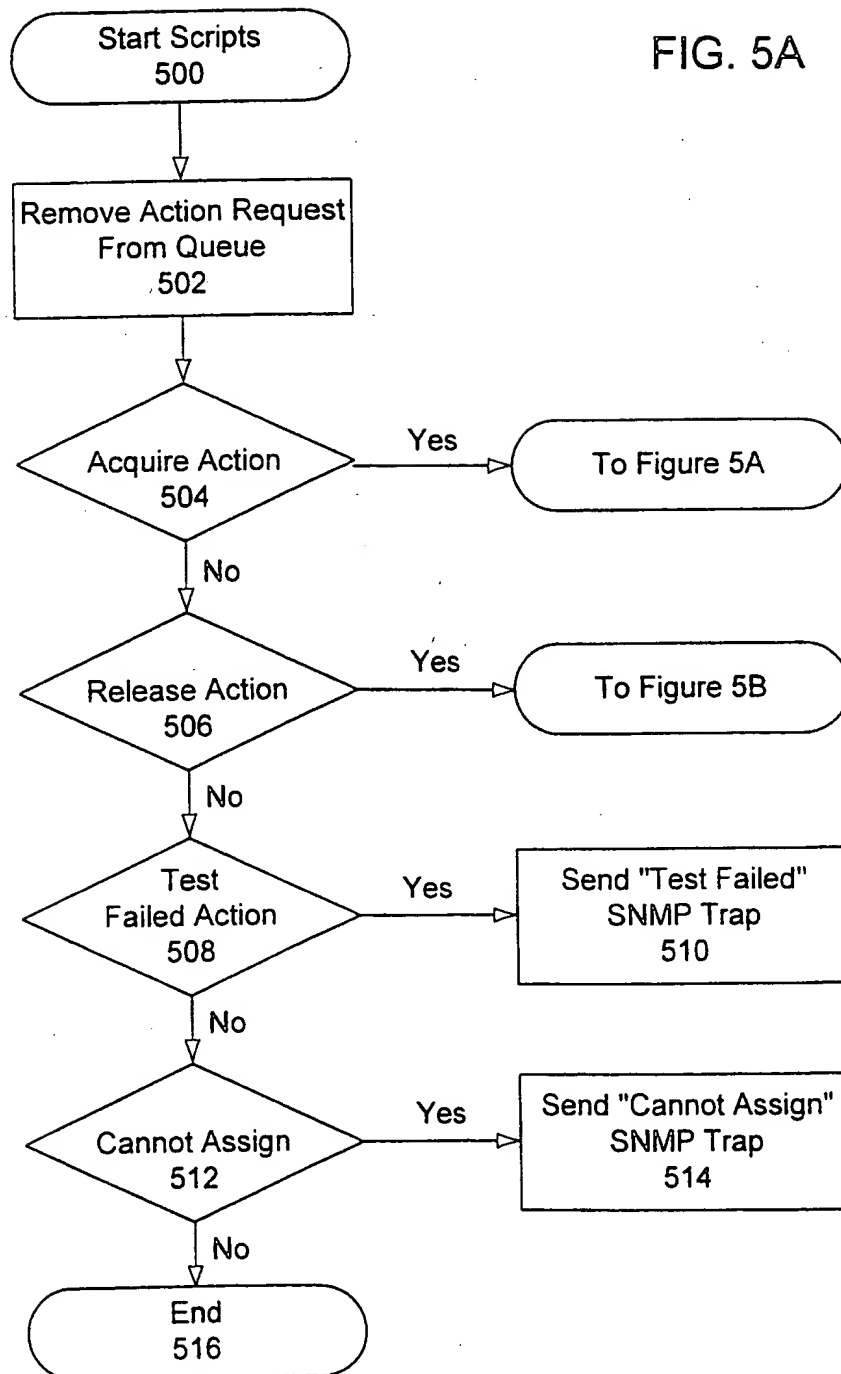 FIG. 5A
Start Scripts
500
Remove Action Request
From Queue
502
Acquire Action
504
Yes
To Figure 5A
No
Release Action
506
Yes
To Figure 5B
No
Test
Failed Action
508
Yes
Send "Test Failed"
SNMP Trap
510
No
Cannot Assign
512
Yes
Send "Cannot Assign"
SNMP Trap
514
No
End
516